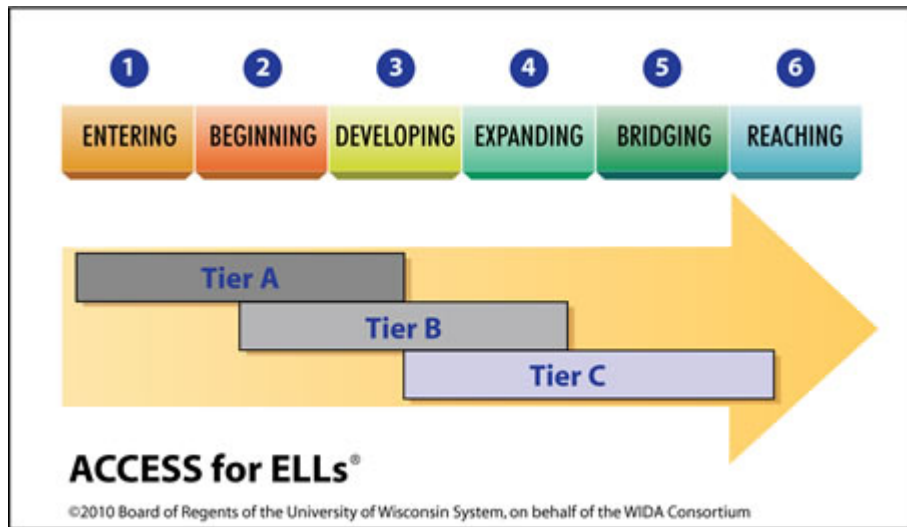 1 2 3 4 5 6
ENTERING BEGINNING DEVELOPING EXPANDING BRIDGING REACHING
Tier A
Tier B
Tier C
ACCESS for ELLs®
©2010 Board of Regents of the University of Wisconsin System, on behalf of the WIDA Consortium